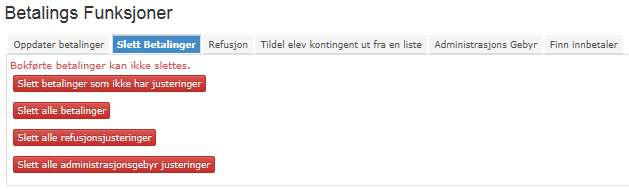 Betalings Funksjoner
Oppdater betalinger Slett Betalinger Refusjon Tildel elev kontingent ut fra en liste Administrasjons Gebyr Finn innbetaler
Bokførte betalinger kan ikke slettes.
Slett betalinger som ikke har justeringer
Slett alle betalinger
Slett alle refusjonsjusteringer
Slett alle administrasjonsgebyr justeringer